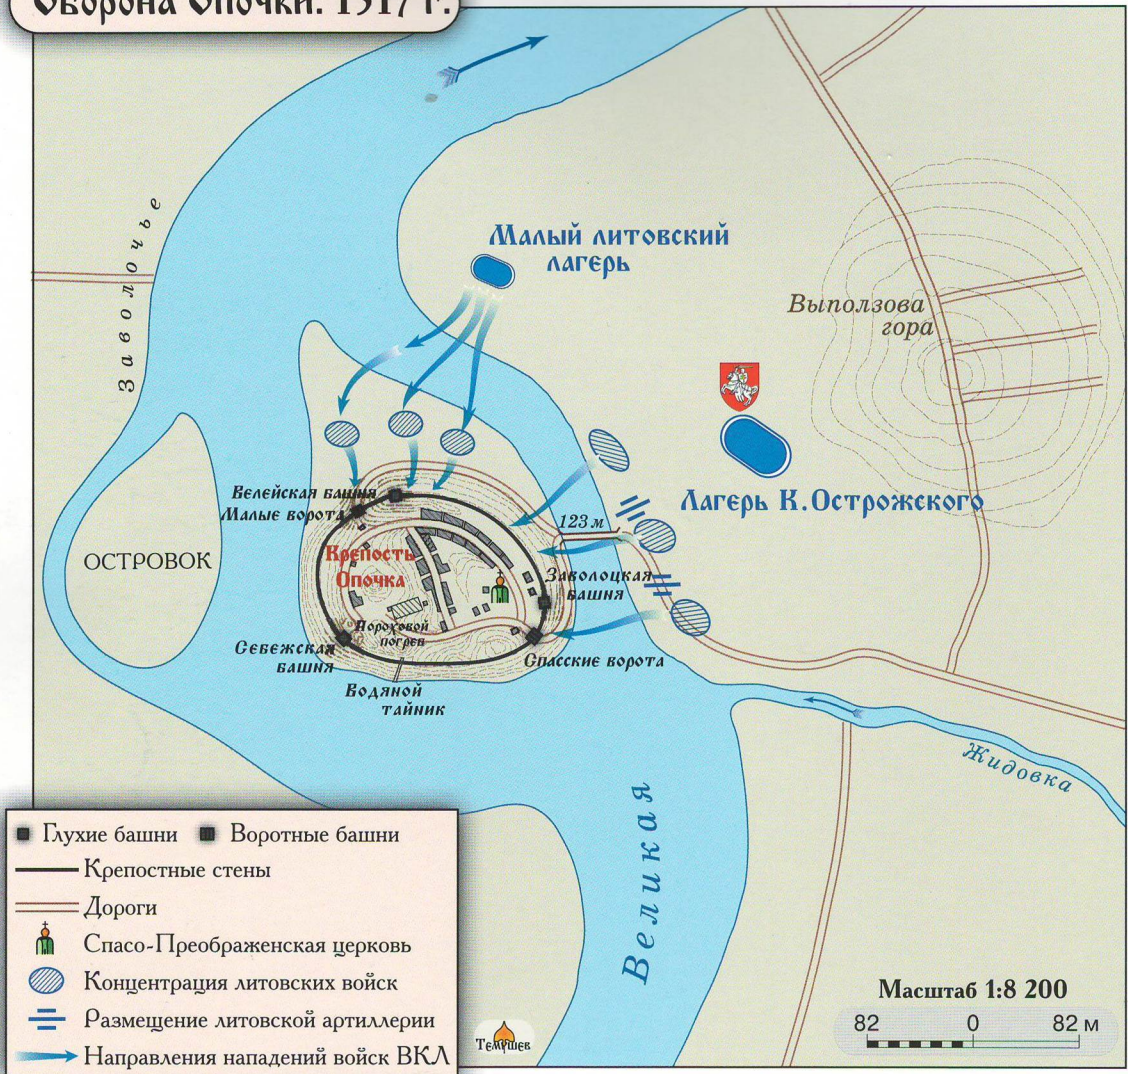 Оборона Опочки. 1517 г.
Заволочье
Малый литовский
лагерь
Выползова
гора
Лагерь К.Острожского
Велейская башня
Малые ворота
123 м
ОСТРОВОК
Крепость
Опочка
Заволоцкая
башня
Пороховой
погреб
Себежская
башня
Спасские ворота
Водяной
тайник
Жидовка
Великая
Глухие башни
Воротные башни
Крепостные стены
Дороги
Спасо-Преображенская церковь
Концентрация литовских войск
Размещение литовской артиллерии
Направления нападений войск ВКЛ
Темушев
Масштаб 1:8 200
82 0 82 м